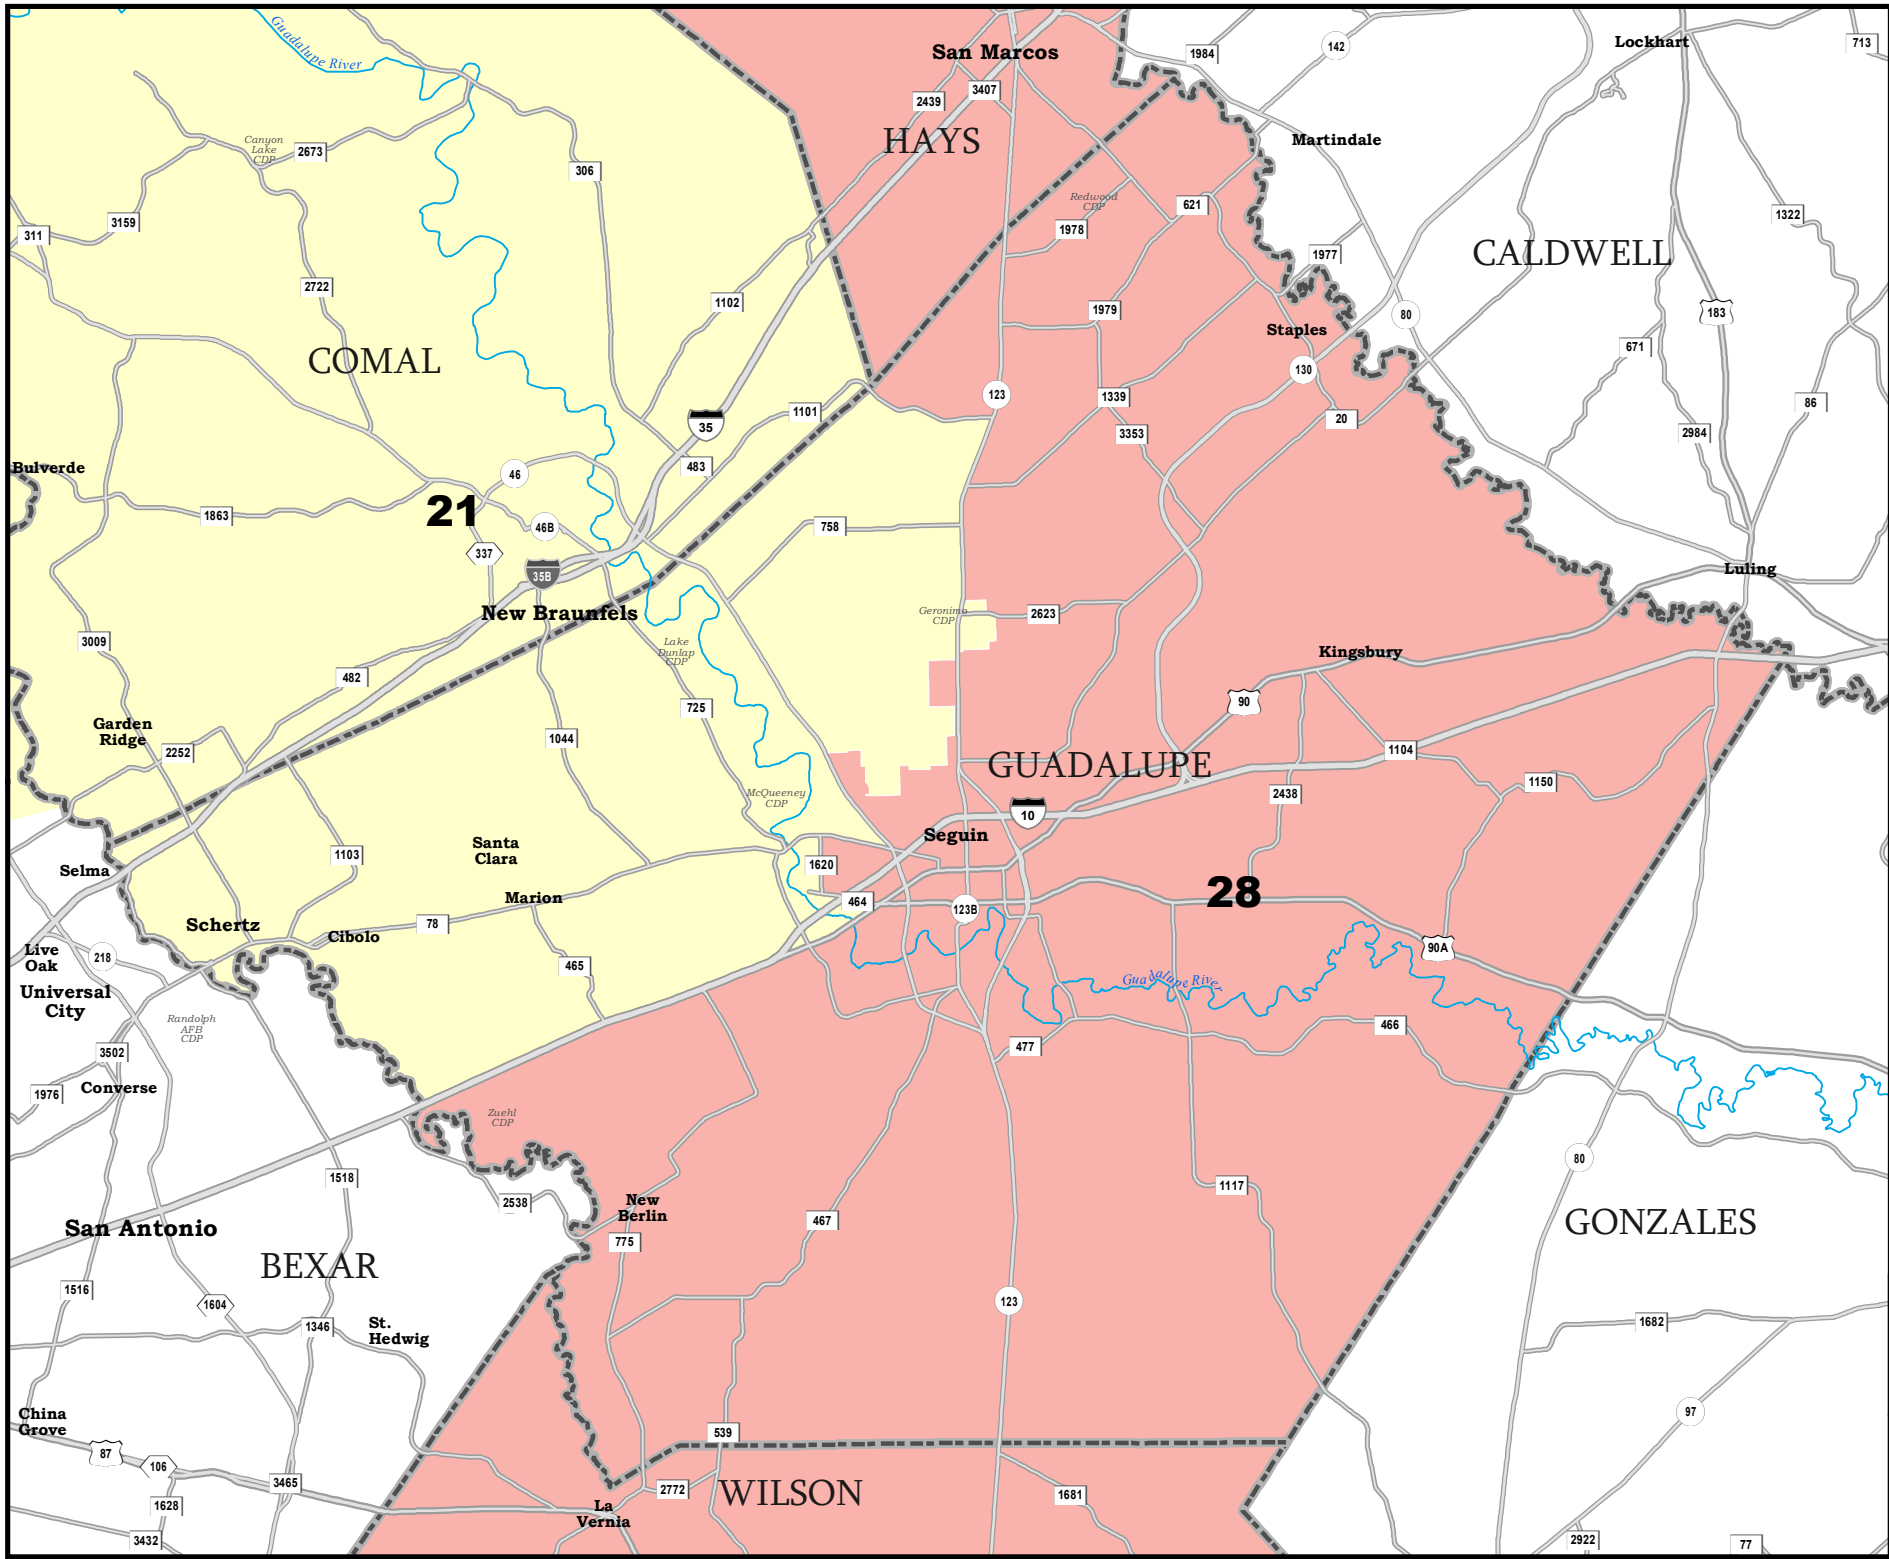 Guadalupe River
San Marcos
1984
142
Lockhart
713
2439
3407
HAYS
Martindale
Canyon
Lake
CDP
2673
306
Redwood
CDP
621
1978
1322
3159
311
1977
CALDWELL
2722
1102
1979
80
183
Staples
COMAL
671
130
123
1339
86
1101
35
20
3353
2984
Bulverde
483
46
21
1863
46B
758
337
35B
Luling
New Braunfels
Geronimo
CDP
2623
3009
Lake
Dunlap
CDP
Kingsbury
482
90
725
Garden
Ridge
2252
1044
1104
GUADALUPE
1150
McQueeney
CDP
2438
10
Seguin
Santa
Clara
1103
Selma
1620
28
Marion
464
123B
Schertz
78
Cibolo
90A
Live
Oak
218
465
Guadalupe River
Universal
City
Randolph
AFB
CDP
466
3502
477
Converse
1976
Zuehl
CDP
80
1518
1117
2538
New
Berlin
San Antonio
467
GONZALES
775
BEXAR
1516
1604
123
1346
St.
Hedwig
1682
China
Grove
97
539
87
106
3465
2772
WILSON
1681
1628
La
Vernia
3432
2922
77